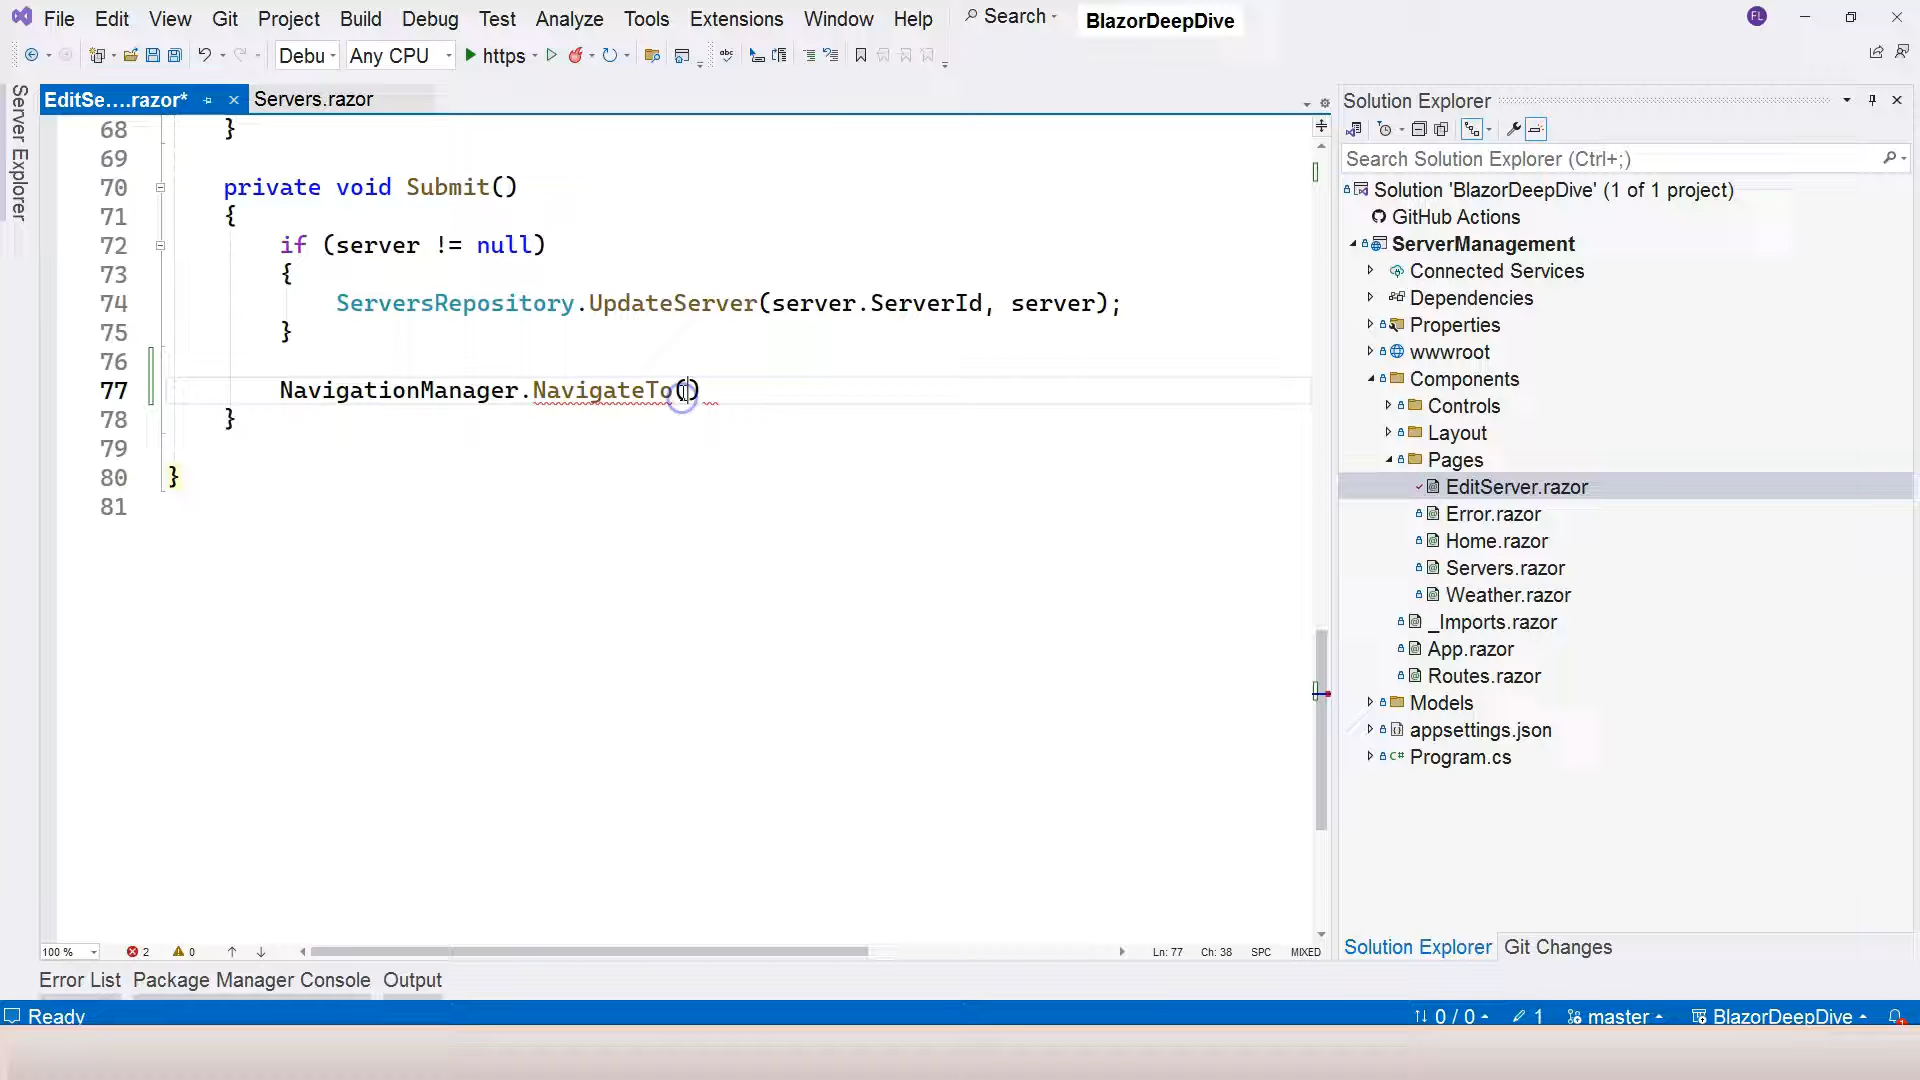 File Edit View Git Project Build Debug Test Analyze Tools Extensions Window Help Search BlazorDeepDive FL
Debu Any CPU https
Server Explorer
EditSe....razor* Servers.razor
68 }
69
70 private void Submit()
71 {
72 if (server != null)
73 {
74 ServersRepository.UpdateServer(server.ServerId, server);
75 }
76
77 NavigationManager.NavigateTo()
78 }
79
80 }
81
100 % 2 0 Ln: 77 Ch: 38 SPC MIXED
Solution Explorer
Search Solution Explorer (Ctrl+;)
Solution 'BlazorDeepDive' (1 of 1 project)
GitHub Actions
ServerManagement
Connected Services
Dependencies
Properties
wwwroot
Components
Controls
Layout
Pages
EditServer.razor
Error.razor
Home.razor
Servers.razor
Weather.razor
_Imports.razor
App.razor
Routes.razor
Models
appsettings.json
C# Program.cs
Solution Explorer Git Changes
Error List Package Manager Console Output
Ready 0 / 0 1 master BlazorDeepDive